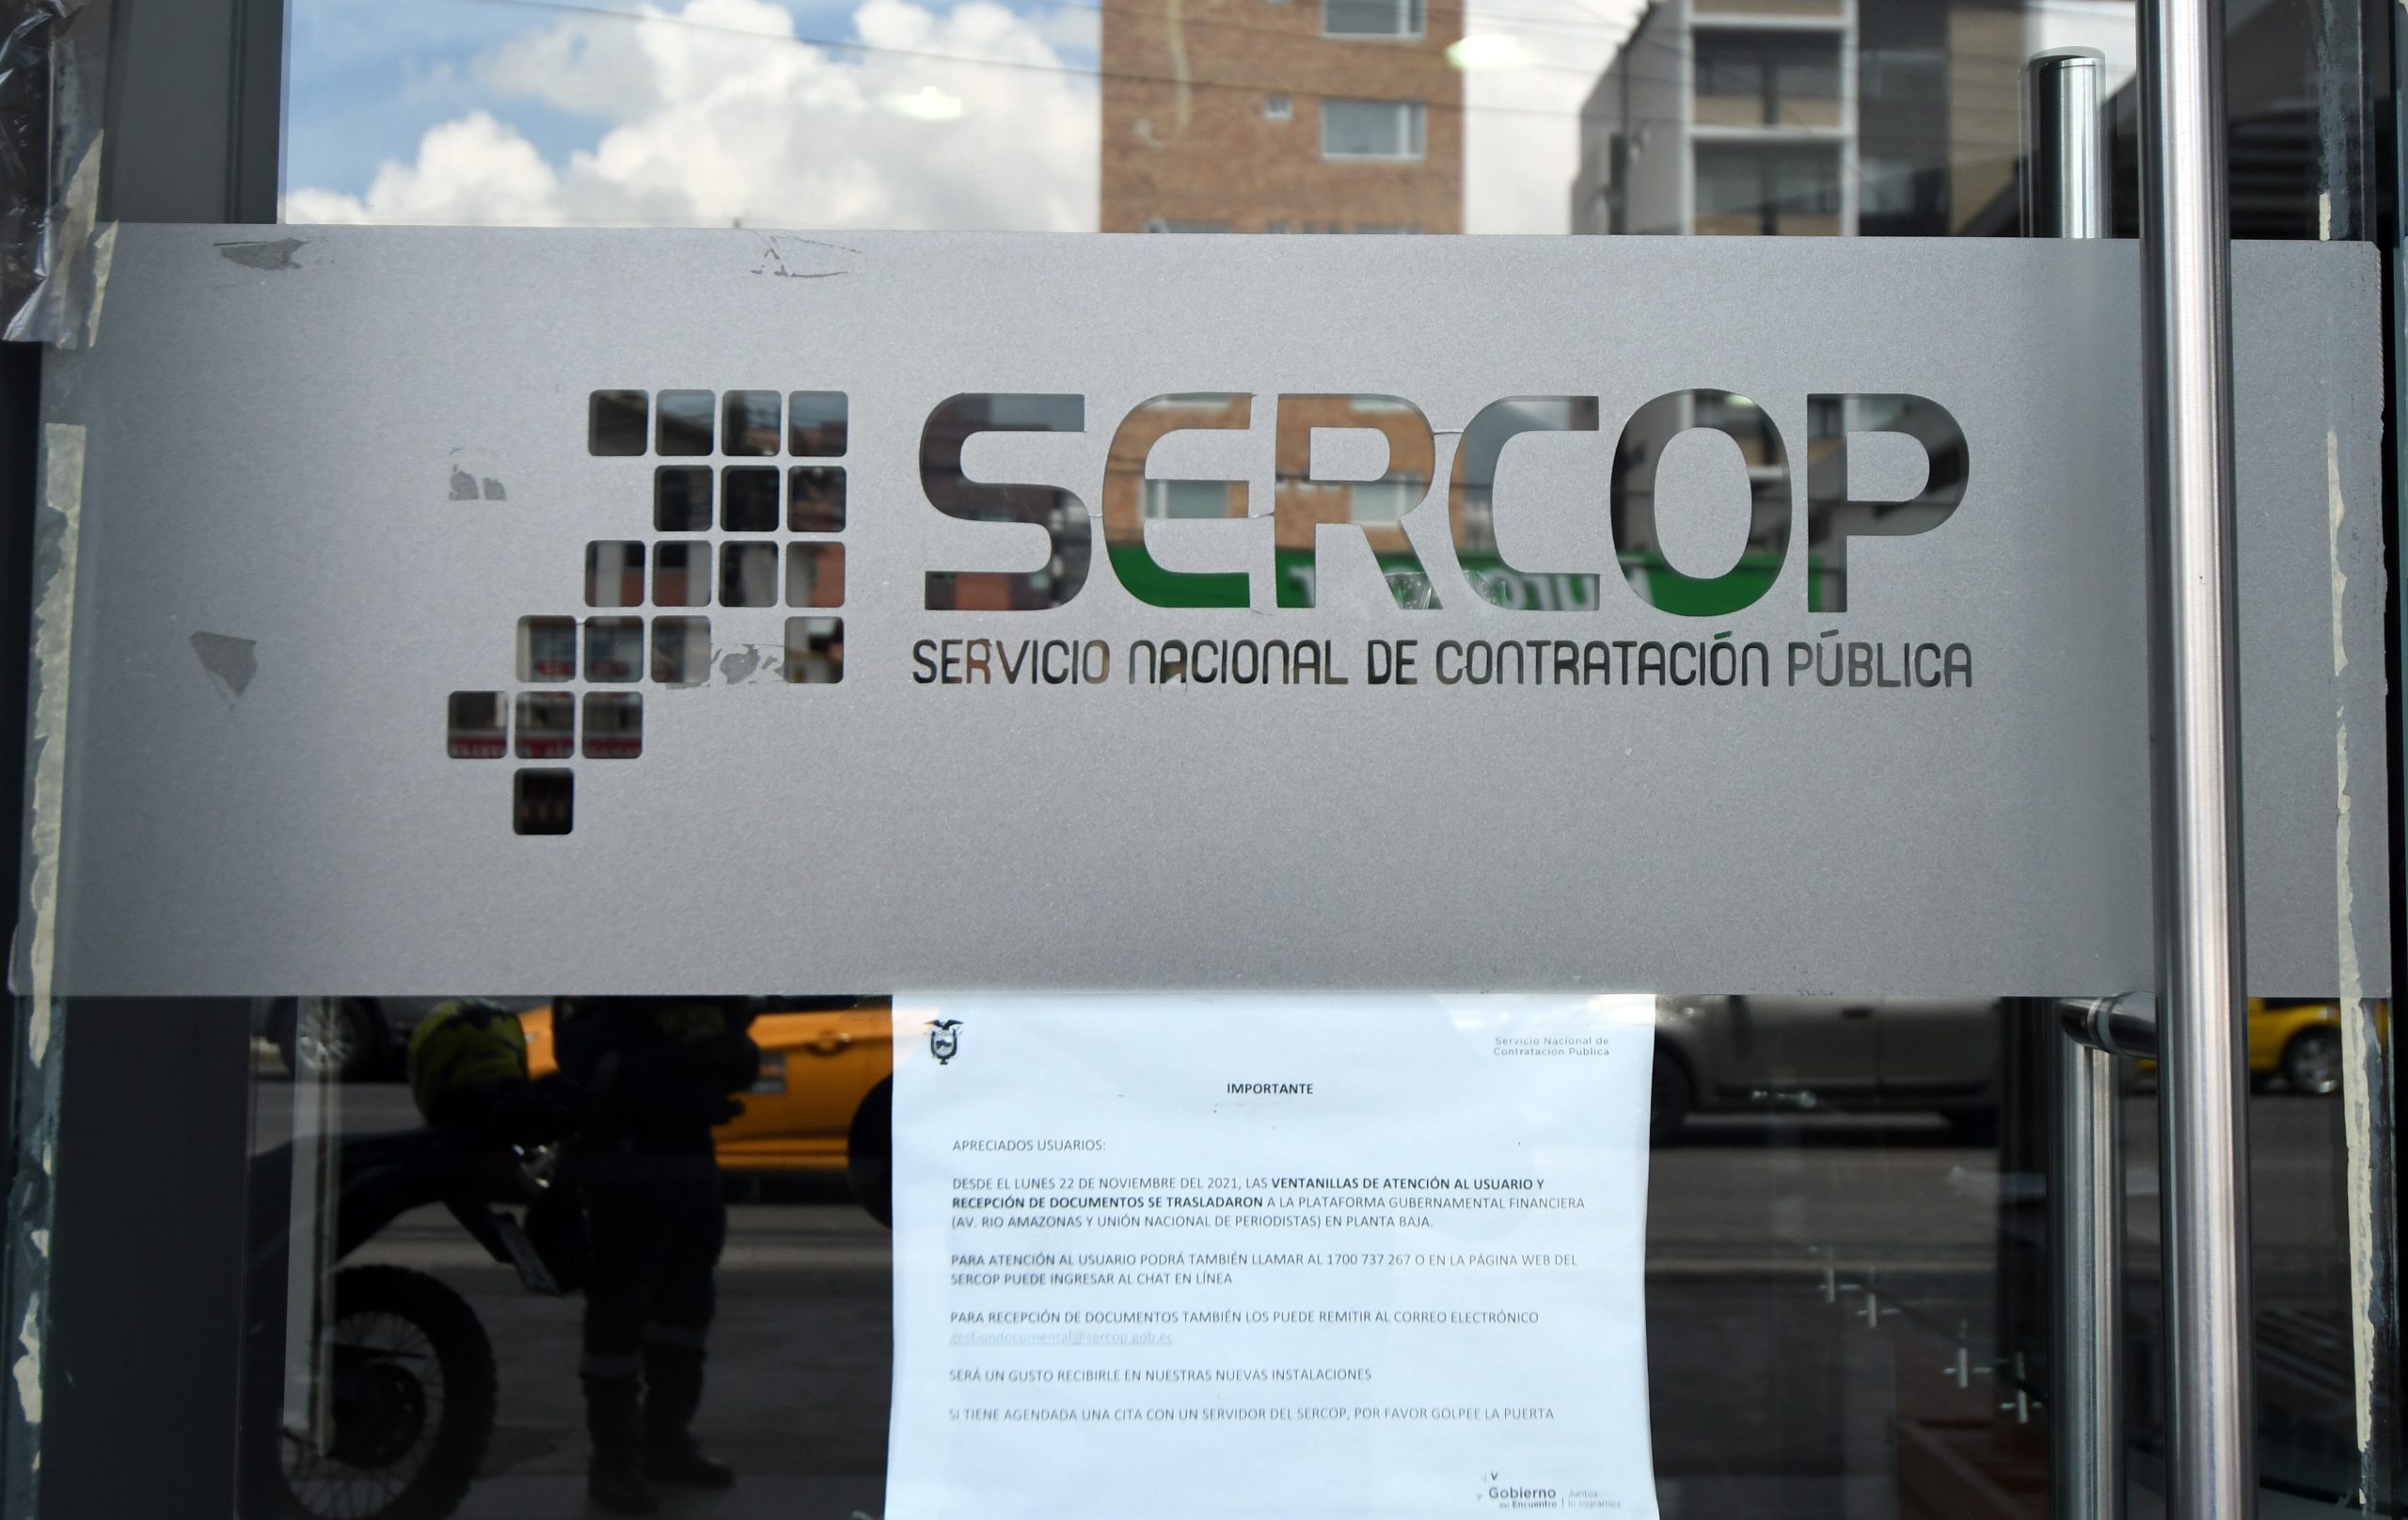 SERCOP
SERVICIO NACIONAL DE CONTRATACIÓN PÚBLICA
Servicio Nacional de
Contratación Pública
IMPORTANTE
APRECIADOS USUARIOS:
DESDE EL LUNES 22 DE NOVIEMBRE DEL 2021, LAS VENTANILLAS DE ATENCIÓN AL USUARIO Y
RECEPCIÓN DE DOCUMENTOS SE TRASLADARON A LA PLATAFORMA GUBERNAMENTAL FINANCIERA
(AV. RIO AMAZONAS Y UNIÓN NACIONAL DE PERIODISTAS) EN PLANTA BAJA.
PARA ATENCIÓN AL USUARIO PODRÁ TAMBIÉN LLAMAR AL 1700 737 267 O EN LA PÁGINA WEB DEL
SERCOP PUEDE INGRESAR AL CHAT EN LÍNEA
PARA RECEPCIÓN DE DOCUMENTOS TAMBIÉN LOS PUEDE REMITIR AL CORREO ELECTRÓNICO
gestiondocumental@sercop.gob.ec
SERÁ UN GUSTO RECIBIRLE EN NUESTRAS NUEVAS INSTALACIONES
SI TIENE AGENDADA UNA CITA CON UN SERVIDOR DEL SERCOP, POR FAVOR GOLPEE LA PUERTA
Gobierno Juntos
del Encuentro lo logramos